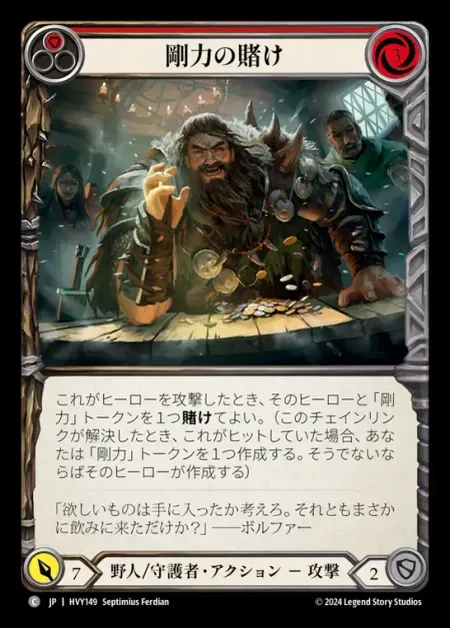 剛力の賭け
3
これがヒーローを攻撃したとき、そのヒーローと「剛
力」トークンを1つ賭けてよい。（このチェインリン
クが解決したとき、これがヒットしていた場合、あな
たは「剛力」トークンを1つ作成する。そうでないな
らばそのヒーローが作成する）
「欲しいものは手に入ったか考えろ。それともまさか
に飲みに来ただけか?」――ボルファー
7
野人/守護者・アクション － 攻撃
2
C JP | HVY149 Septimius Ferdian
© 2024 Legend Story Studios